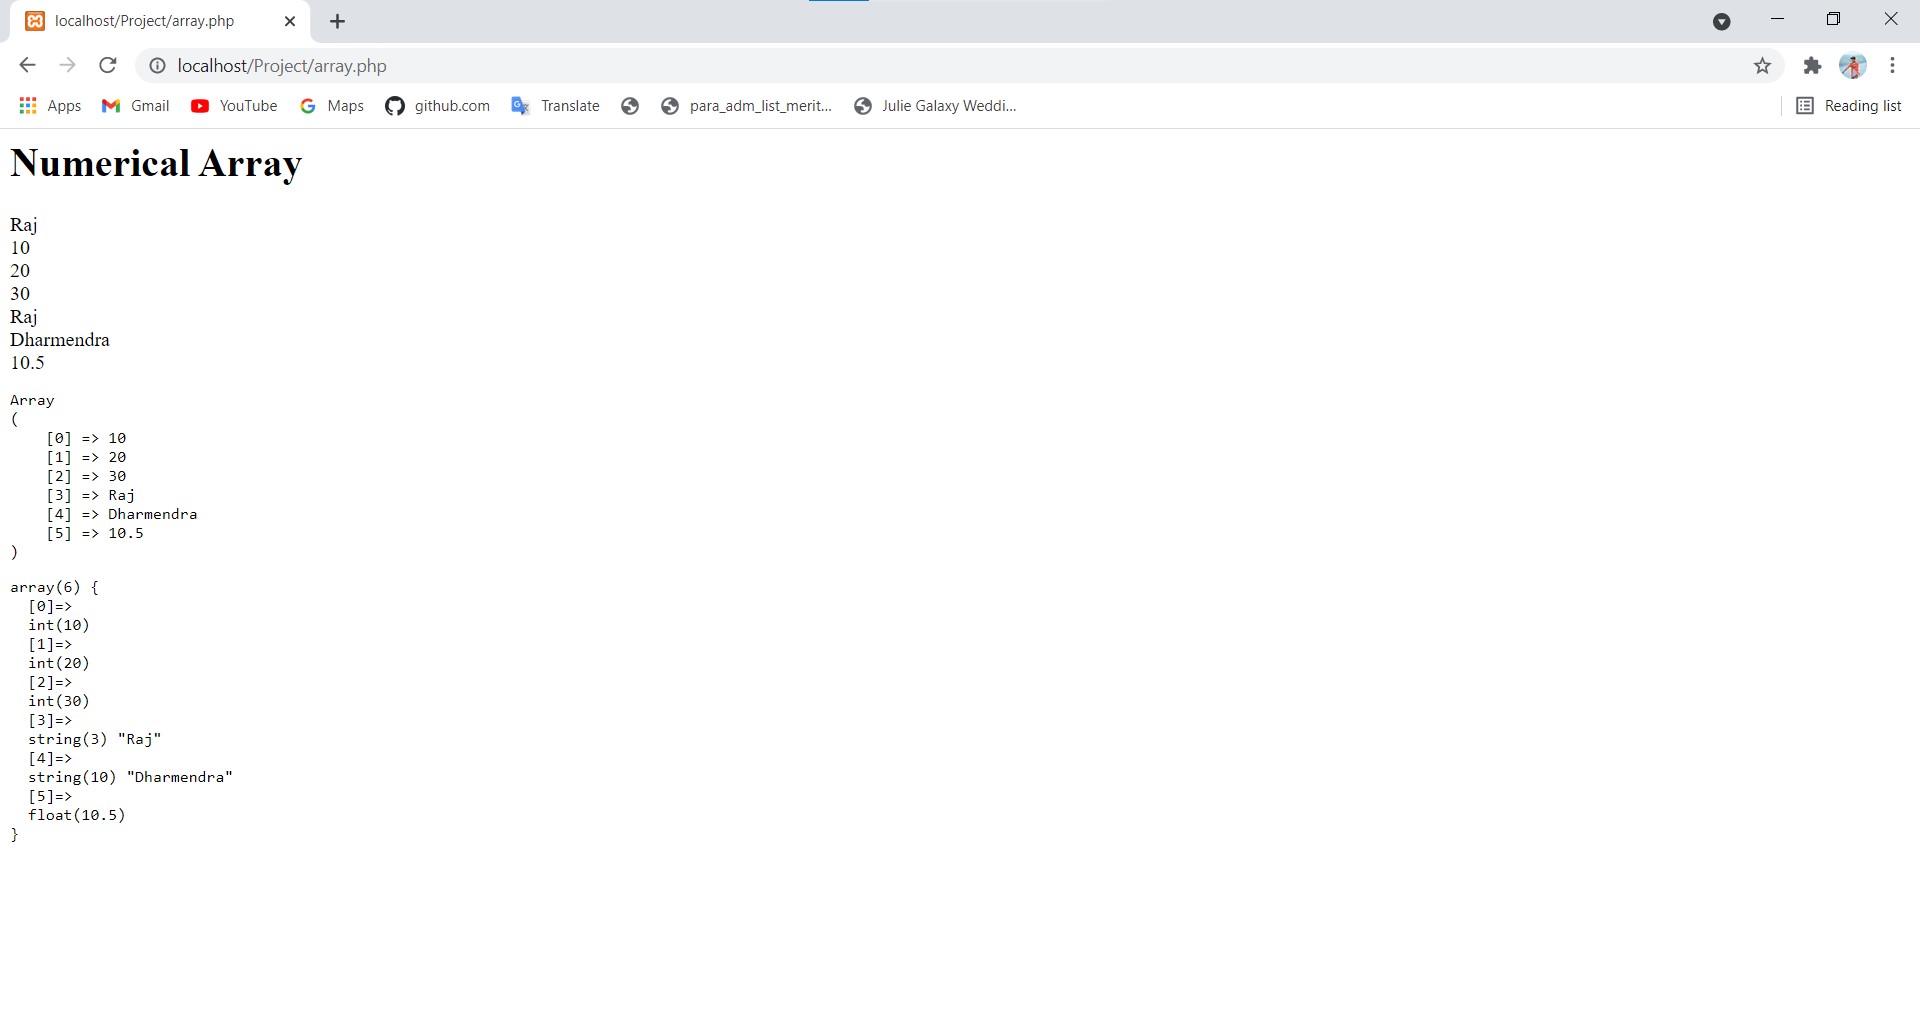 localhost/Project/array.php
localhost/Project/array.php
Apps Gmail YouTube Maps github.com Translate para_adm_list_merit... Julie Galaxy Weddi... Reading list
Numerical Array
Raj
10
20
30
Raj
Dharmendra
10.5
Array
(
    [0] => 10
    [1] => 20
    [2] => 30
    [3] => Raj
    [4] => Dharmendra
    [5] => 10.5
)
array(6) {
  [0]=>
  int(10)
  [1]=>
  int(20)
  [2]=>
  int(30)
  [3]=>
  string(3) "Raj"
  [4]=>
  string(10) "Dharmendra"
  [5]=>
  float(10.5)
}